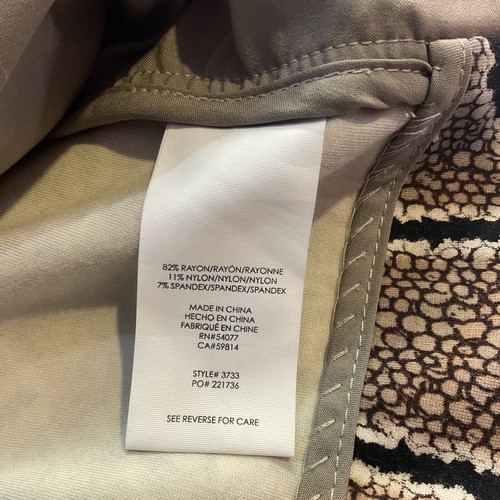 82% RAYON/RAYÓN/RAYONNE
11% NYLON/NYLON/NYLON
7% SPANDEX/SPANDEX/SPANDEX
MADE IN CHINA
HECHO EN CHINA
FABRIQUÉ EN CHINE
RN#54077
CA#59814
STYLE# 3733
PO# 221736
SEE REVERSE FOR CARE